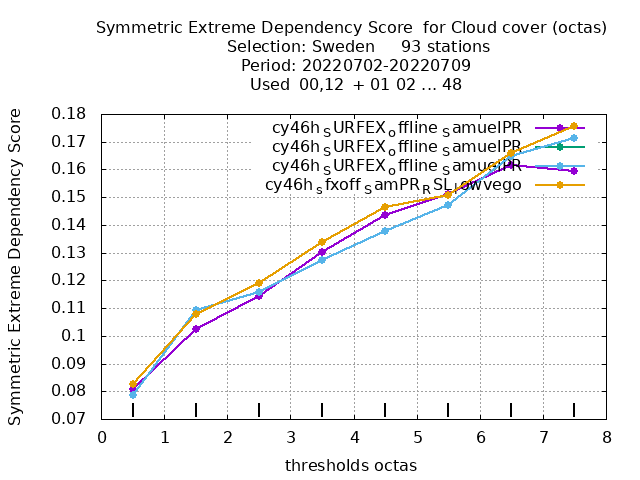 Symmetric Extreme Dependency Score for Cloud cover (octas)
Selection: Sweden 93 stations
Period: 20220702-20220709
Used 00,12 + 01 02 ... 48
Symmetric Extreme Dependency Score
0.18
0.17
0.16
0.15
0.14
0.13
0.12
0.11
0.1
0.09
0.08
0.07
cy46h_SURFEX_offline_SamuelPR
cy46h_SURFEX_offline_SamuelPR
cy46h_SURFEX_offline_SamuelPR
cy46h_sfxoff_SamPR_RSL_lowvego
0 1 2 3 4 5 6 7 8
thresholds octas